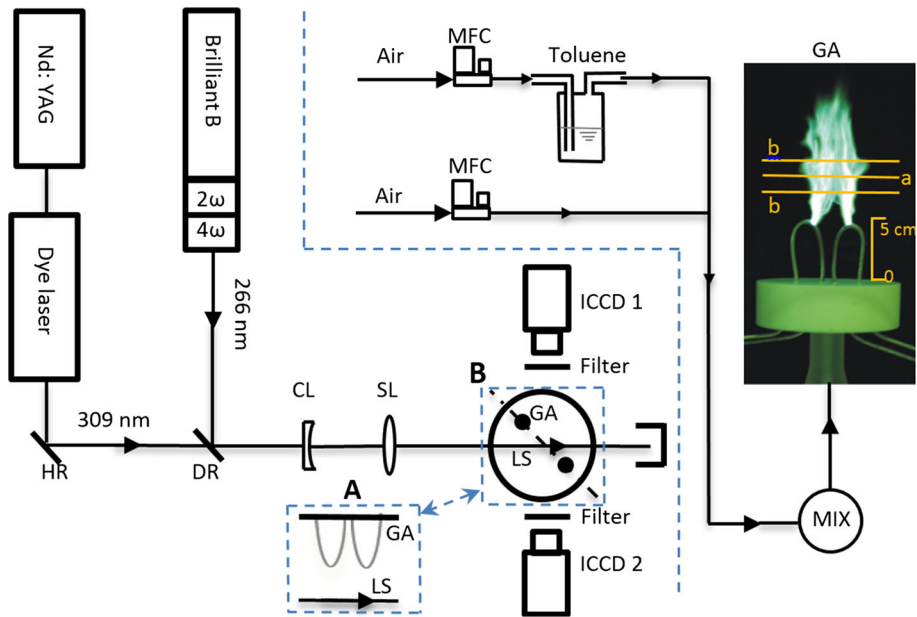 Nd: YAG
Dye laser
Brilliant B
2ω
4ω
266 nm
309 nm
HR
DR
CL
SL
Air
MFC
Toluene
Air
MFC
GA
b
a
b
5 cm
0
ICCD 1
Filter
B
GA
LS
Filter
ICCD 2
A
GA
LS
MIX